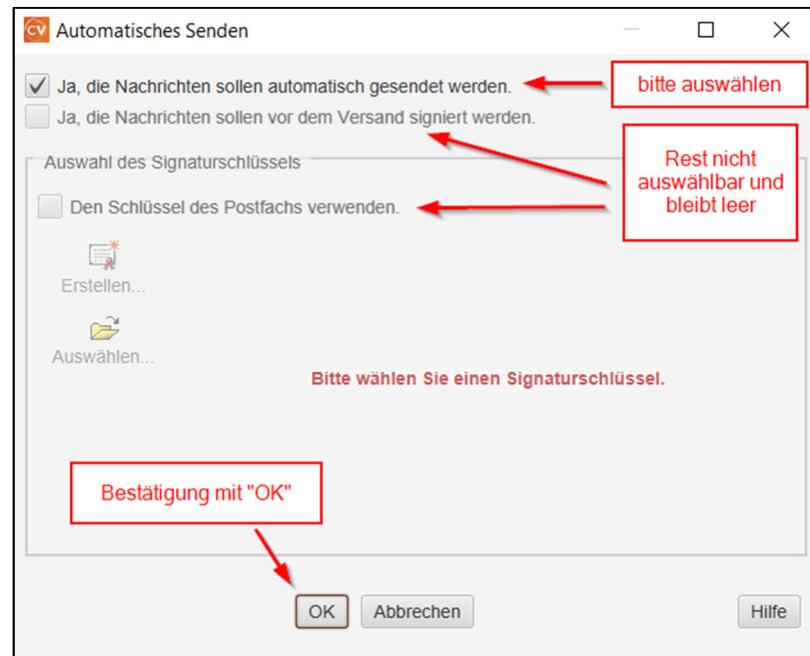 CV Automatisches Senden
Ja, die Nachrichten sollen automatisch gesendet werden.
bitte auswählen
Ja, die Nachrichten sollen vor dem Versand signiert werden.
Rest nicht
auswählbar und
bleibt leer
Auswahl des Signaturschlüssels
Den Schlüssel des Postfachs verwenden.
Erstellen...
Auswählen...
Bitte wählen Sie einen Signaturschlüssel.
Bestätigung mit "OK"
OK Abbrechen Hilfe